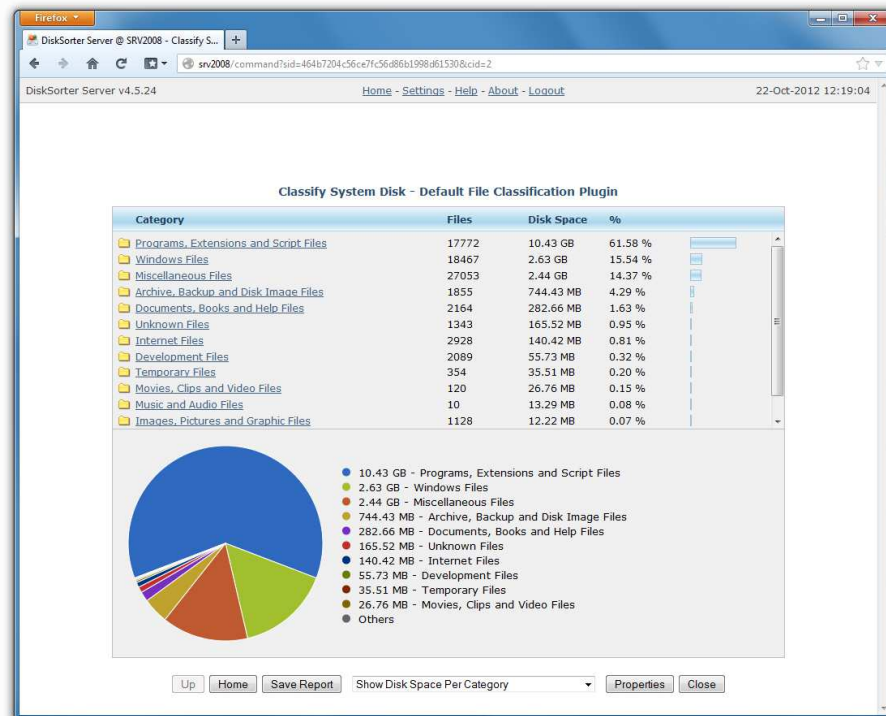 Firefox
DiskSorter Server @ SRV2008 - Classify S...
srv2008/command?sid=464b7204c56ce7fc56d86b1998d61530&cid=2
DiskSorter Server v4.5.24 Home - Settings - Help - About - Logout 22-Oct-2012 12:19:04
Classify System Disk - Default File Classification Plugin
Category Files Disk Space %
Programs, Extensions and Script Files 17772 10.43 GB 61.58 %
Windows Files 18467 2.63 GB 15.54 %
Miscellaneous Files 27053 2.44 GB 14.37 %
Archive, Backup and Disk Image Files 1855 744.43 MB 4.29 %
Documents, Books and Help Files 2164 282.66 MB 1.63 %
Unknown Files 1343 165.52 MB 0.95 %
Internet Files 2928 140.42 MB 0.81 %
Development Files 2089 55.73 MB 0.32 %
Temporary Files 354 35.51 MB 0.20 %
Movies, Clips and Video Files 120 26.76 MB 0.15 %
Music and Audio Files 10 13.29 MB 0.08 %
Images, Pictures and Graphic Files 1128 12.22 MB 0.07 %
10.43 GB - Programs, Extensions and Script Files
2.63 GB - Windows Files
2.44 GB - Miscellaneous Files
744.43 MB - Archive, Backup and Disk Image Files
282.66 MB - Documents, Books and Help Files
165.52 MB - Unknown Files
140.42 MB - Internet Files
55.73 MB - Development Files
35.51 MB - Temporary Files
26.76 MB - Movies, Clips and Video Files
Others
Up Home Save Report Show Disk Space Per Category Properties Close